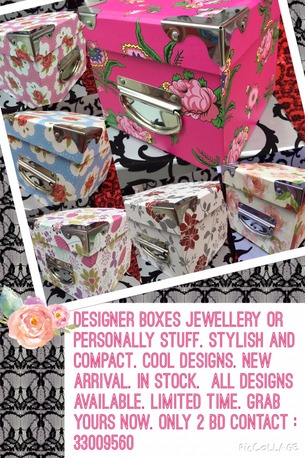 DESIGNER BOXES JEWELLERY OR
PERSONALLY STUFF. STYLISH AND
COMPACT. COOL DESIGNS. NEW
ARRIVAL. IN STOCK. ALL DESIGNS
AVAILABLE. LIMITED TIME. GRAB
YOURS NOW. ONLY 2 BD CONTACT :
33009560
PicCOLLAGE